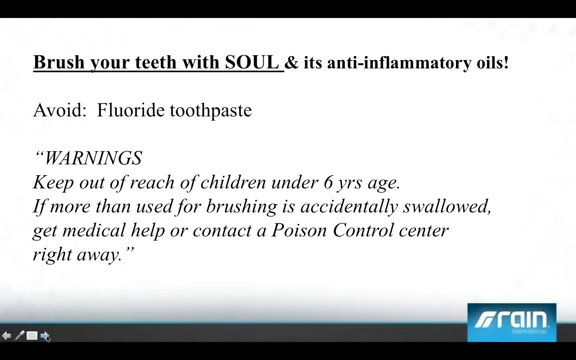 Brush your teeth with SOUL & its anti-inflammatory oils!
Avoid:  Fluoride toothpaste
“WARNINGS
Keep out of reach of children under 6 yrs age.
If more than used for brushing is accidentally swallowed,
get medical help or contact a Poison Control center
right away.”
rain
international